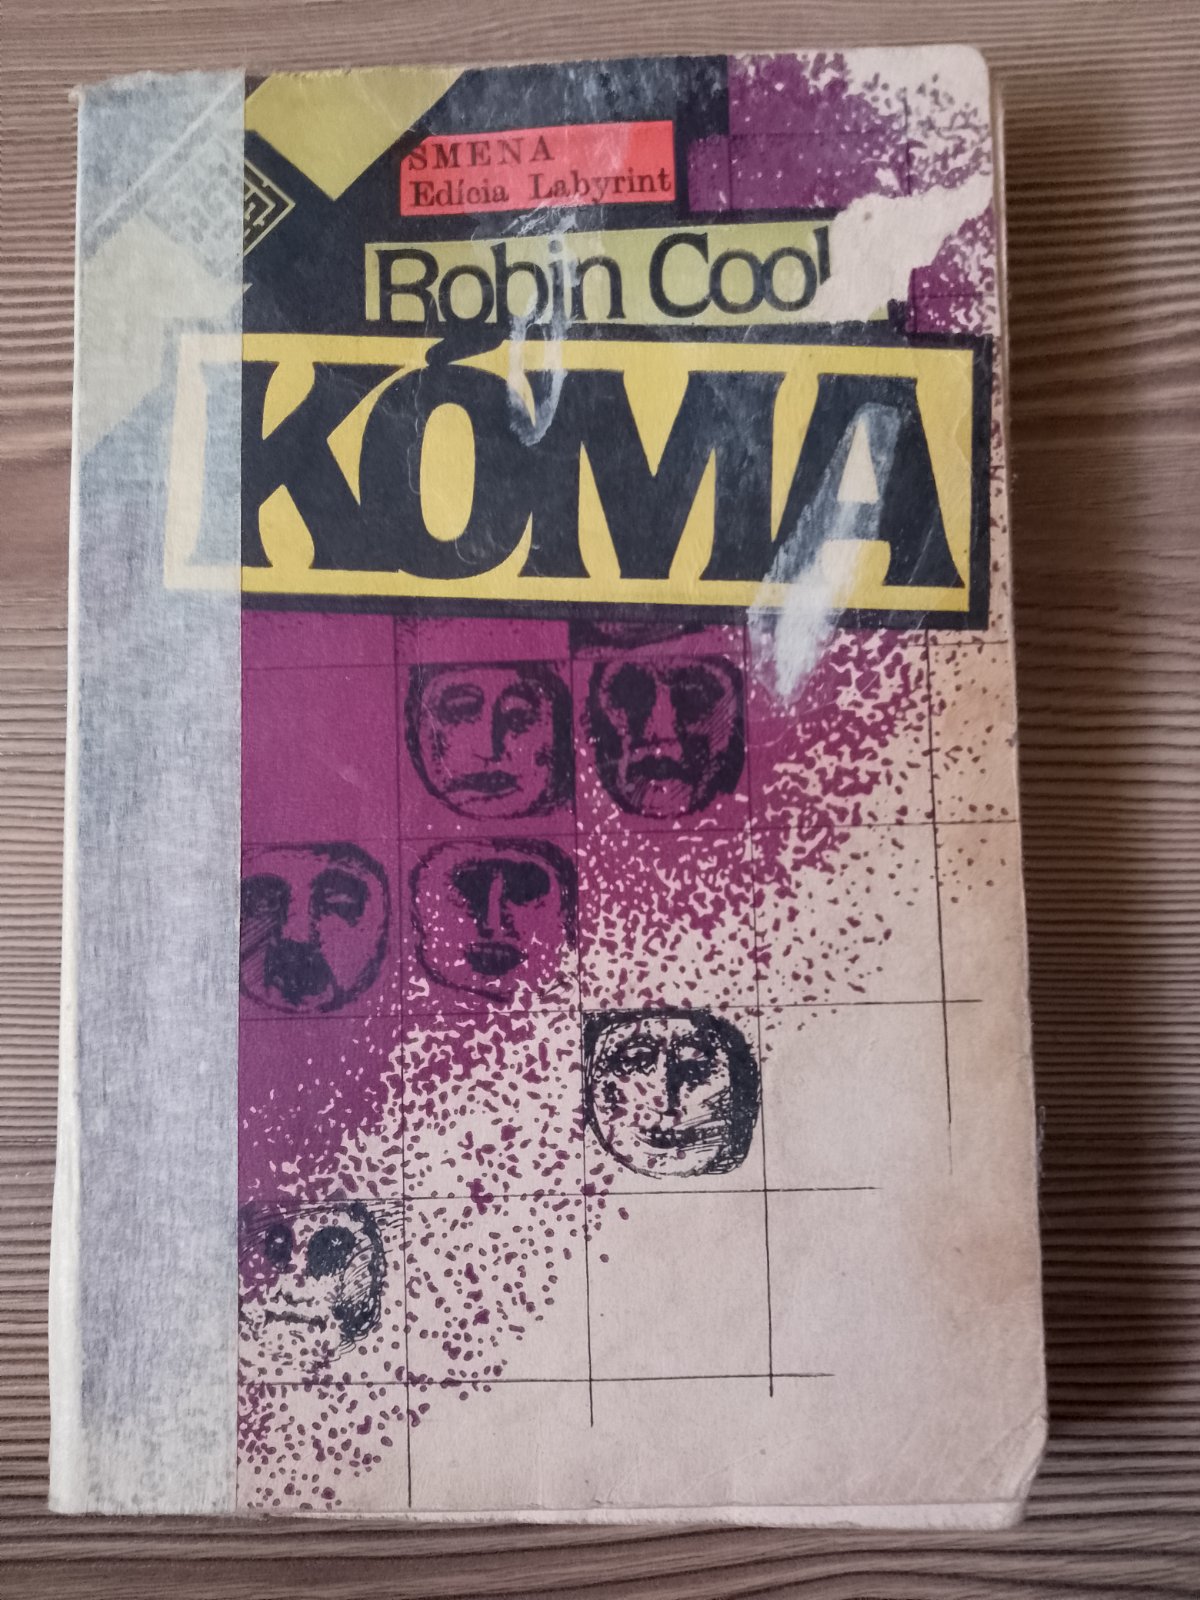 SMENA
Edícia Labyrint
Robin Cook
KÓMA